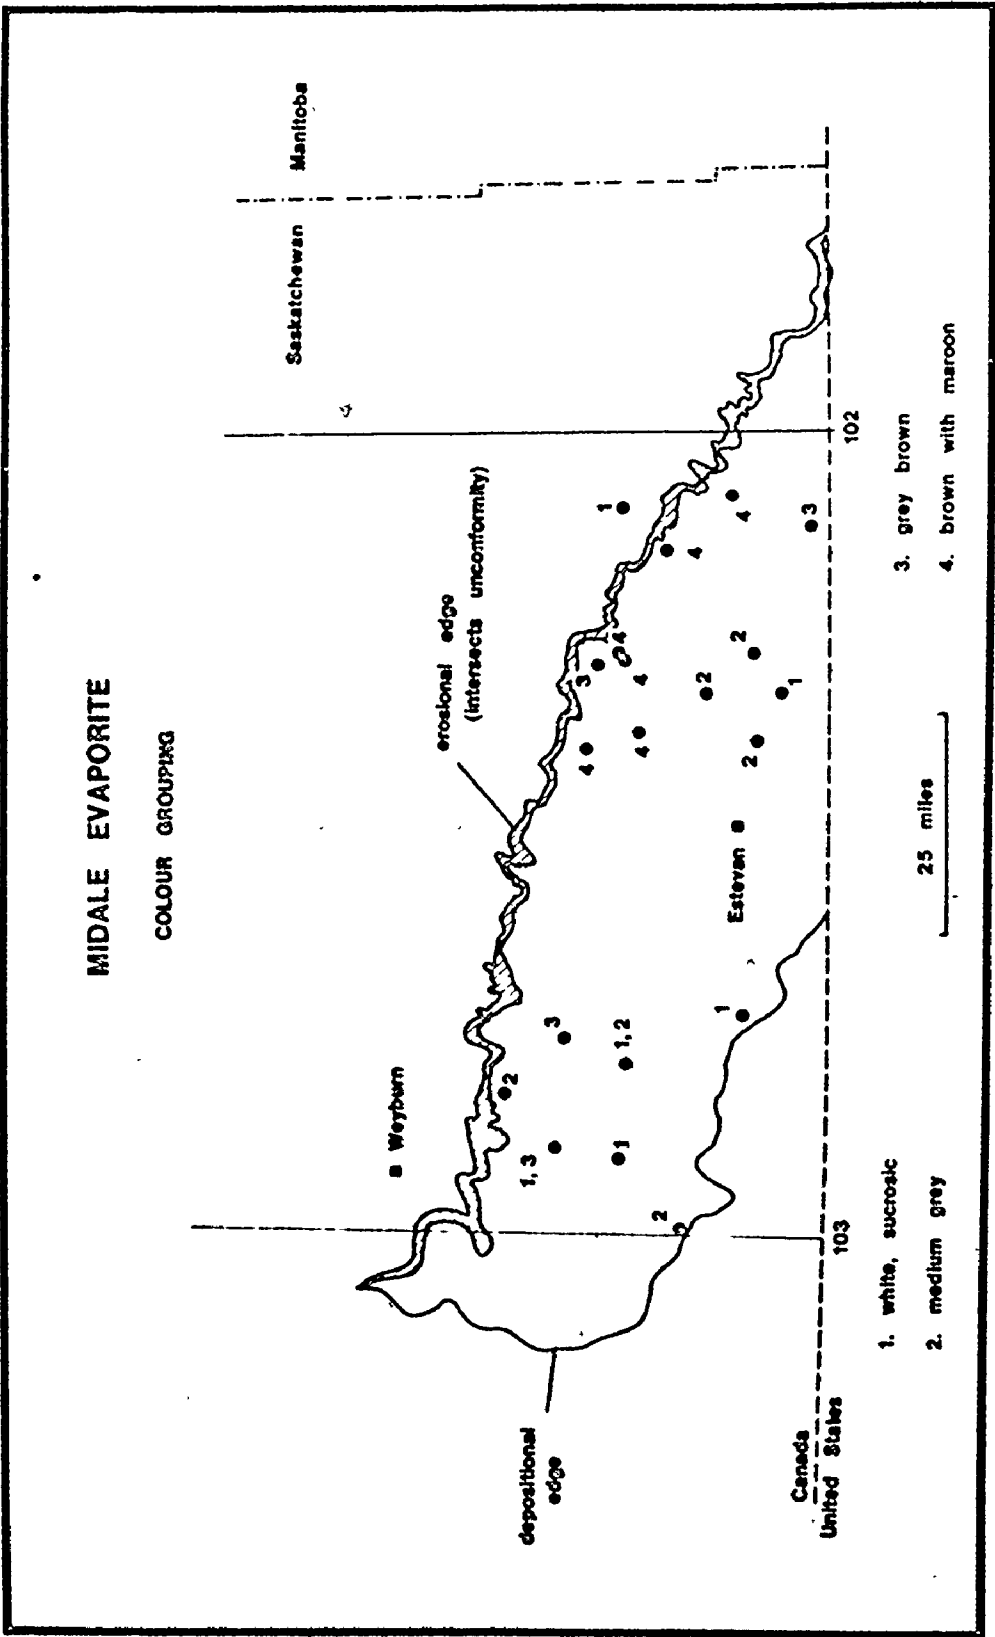 MIDALE EVAPORITE
COLOUR GROUPING
Saskatchewan Manitoba
erosional edge
(intersects unconformity)
Weyburn
depositional
edge
2
1,3
3
1
1,2
2
1
Estevan
4
3
4
4
4
2
2
2
1
1
4
4
3
Canada
United States
103
102
25 miles
1. white, sucrosic
2. medium grey
3. grey brown
4. brown with maroon